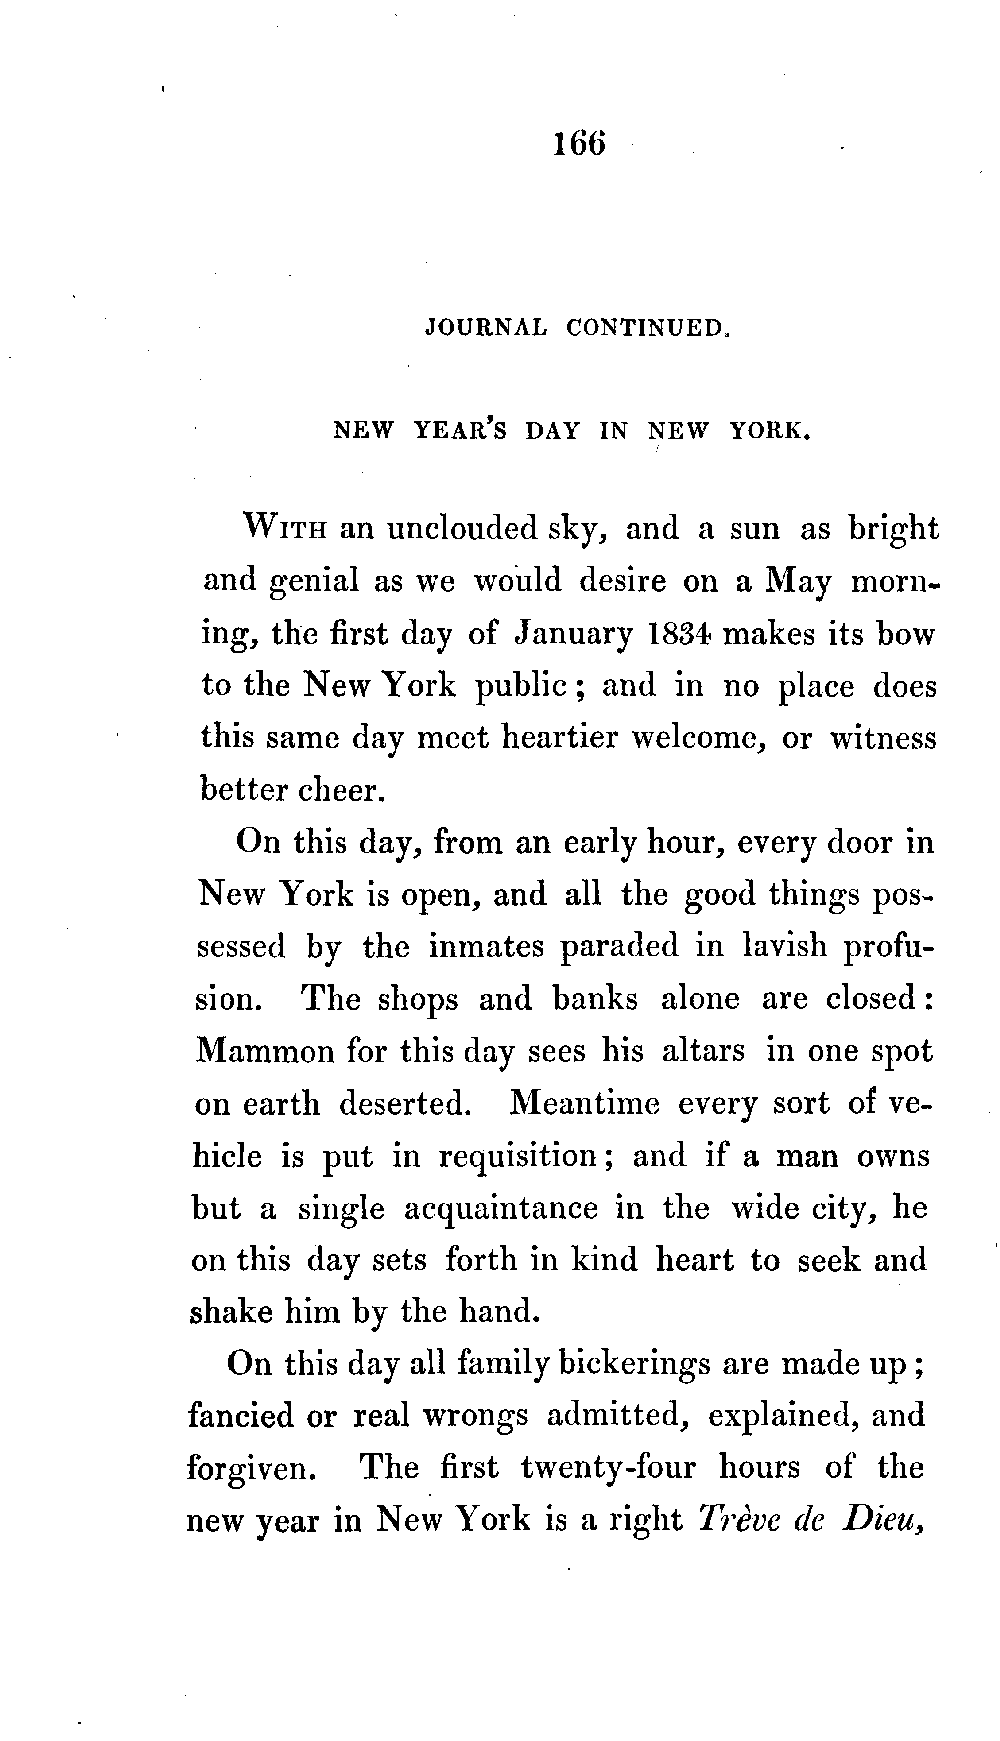 166
JOURNAL CONTINUED.
NEW YEAR'S DAY IN NEW YORK.
WITH an unclouded sky, and a sun as bright
and genial as we would desire on a May morn-
ing, the first day of January 1834 makes its bow
to the New York public; and in no place does
this same day meet heartier welcome, or witness
better cheer.
On this day, from an early hour, every door in
New York is open, and all the good things pos-
sessed by the inmates paraded in lavish profu-
sion. The shops and banks alone are closed:
Mammon for this day sees his altars in one spot
on earth deserted. Meantime every sort of ve-
hicle is put in requisition; and if a man owns
but a single acquaintance in the wide city, he
on this day sets forth in kind heart to seek and
shake him by the hand.
On this day all family bickerings are made up;
fancied or real wrongs admitted, explained, and
forgiven. The first twenty-four hours of the
new year in New York is a right Trève de Dieu,